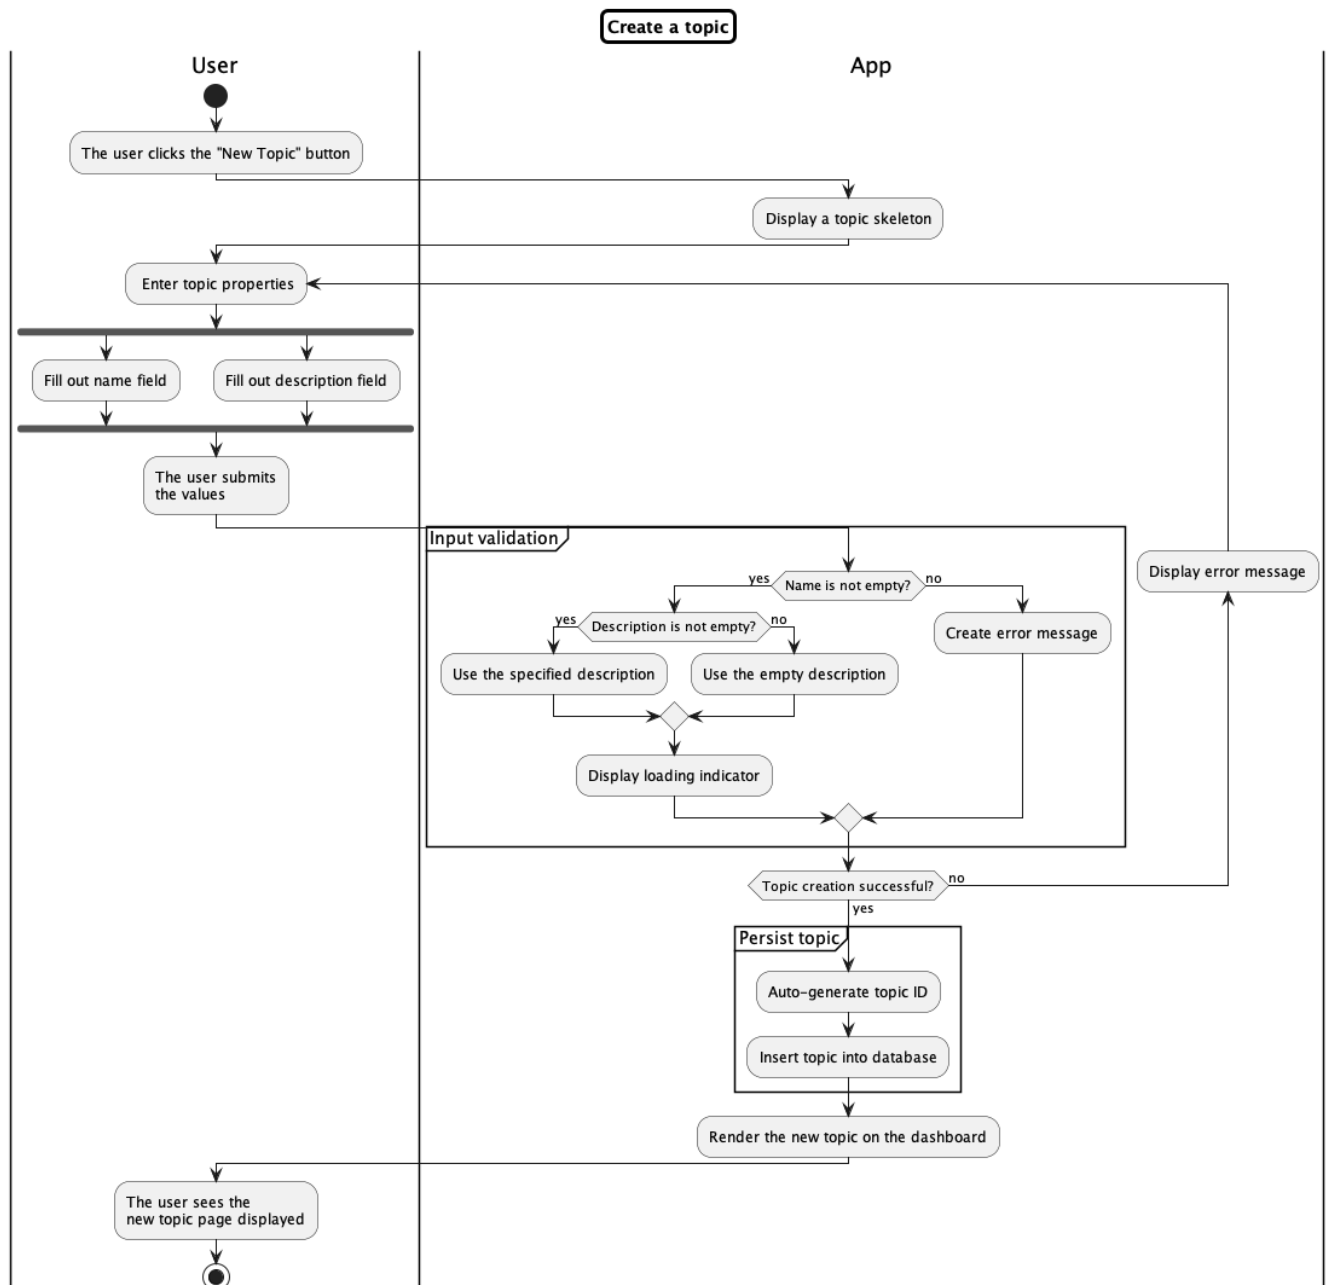 Create a topic
User
App
The user clicks the "New Topic" button
Display a topic skeleton
Enter topic properties
Fill out name field
Fill out description field
The user submits
the values
Input validation
Display error message
yes
Name is not empty?
no
yes
Description is not empty?
no
Create error message
Use the specified description
Use the empty description
Display loading indicator
Topic creation successful?
no
yes
Persist topic
Auto-generate topic ID
Insert topic into database
Render the new topic on the dashboard
The user sees the
new topic page displayed